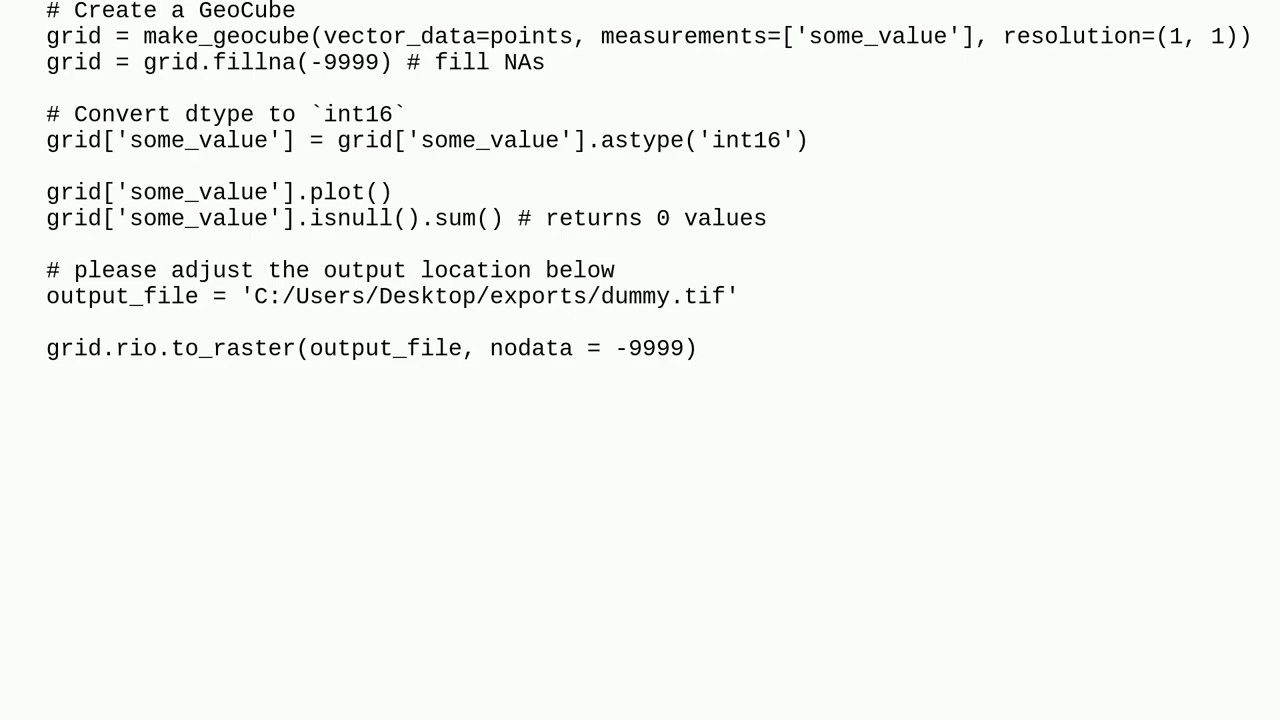 # Create a GeoCube
grid = make_geocube(vector_data=points, measurements=['some_value'], resolution=(1, 1))
grid = grid.fillna(-9999) # fill NAs
# Convert dtype to `int16`
grid['some_value'] = grid['some_value'].astype('int16')
grid['some_value'].plot()
grid['some_value'].isnull().sum() # returns 0 values
# please adjust the output location below
output_file = 'C:/Users/Desktop/exports/dummy.tif'
grid.rio.to_raster(output_file, nodata = -9999)